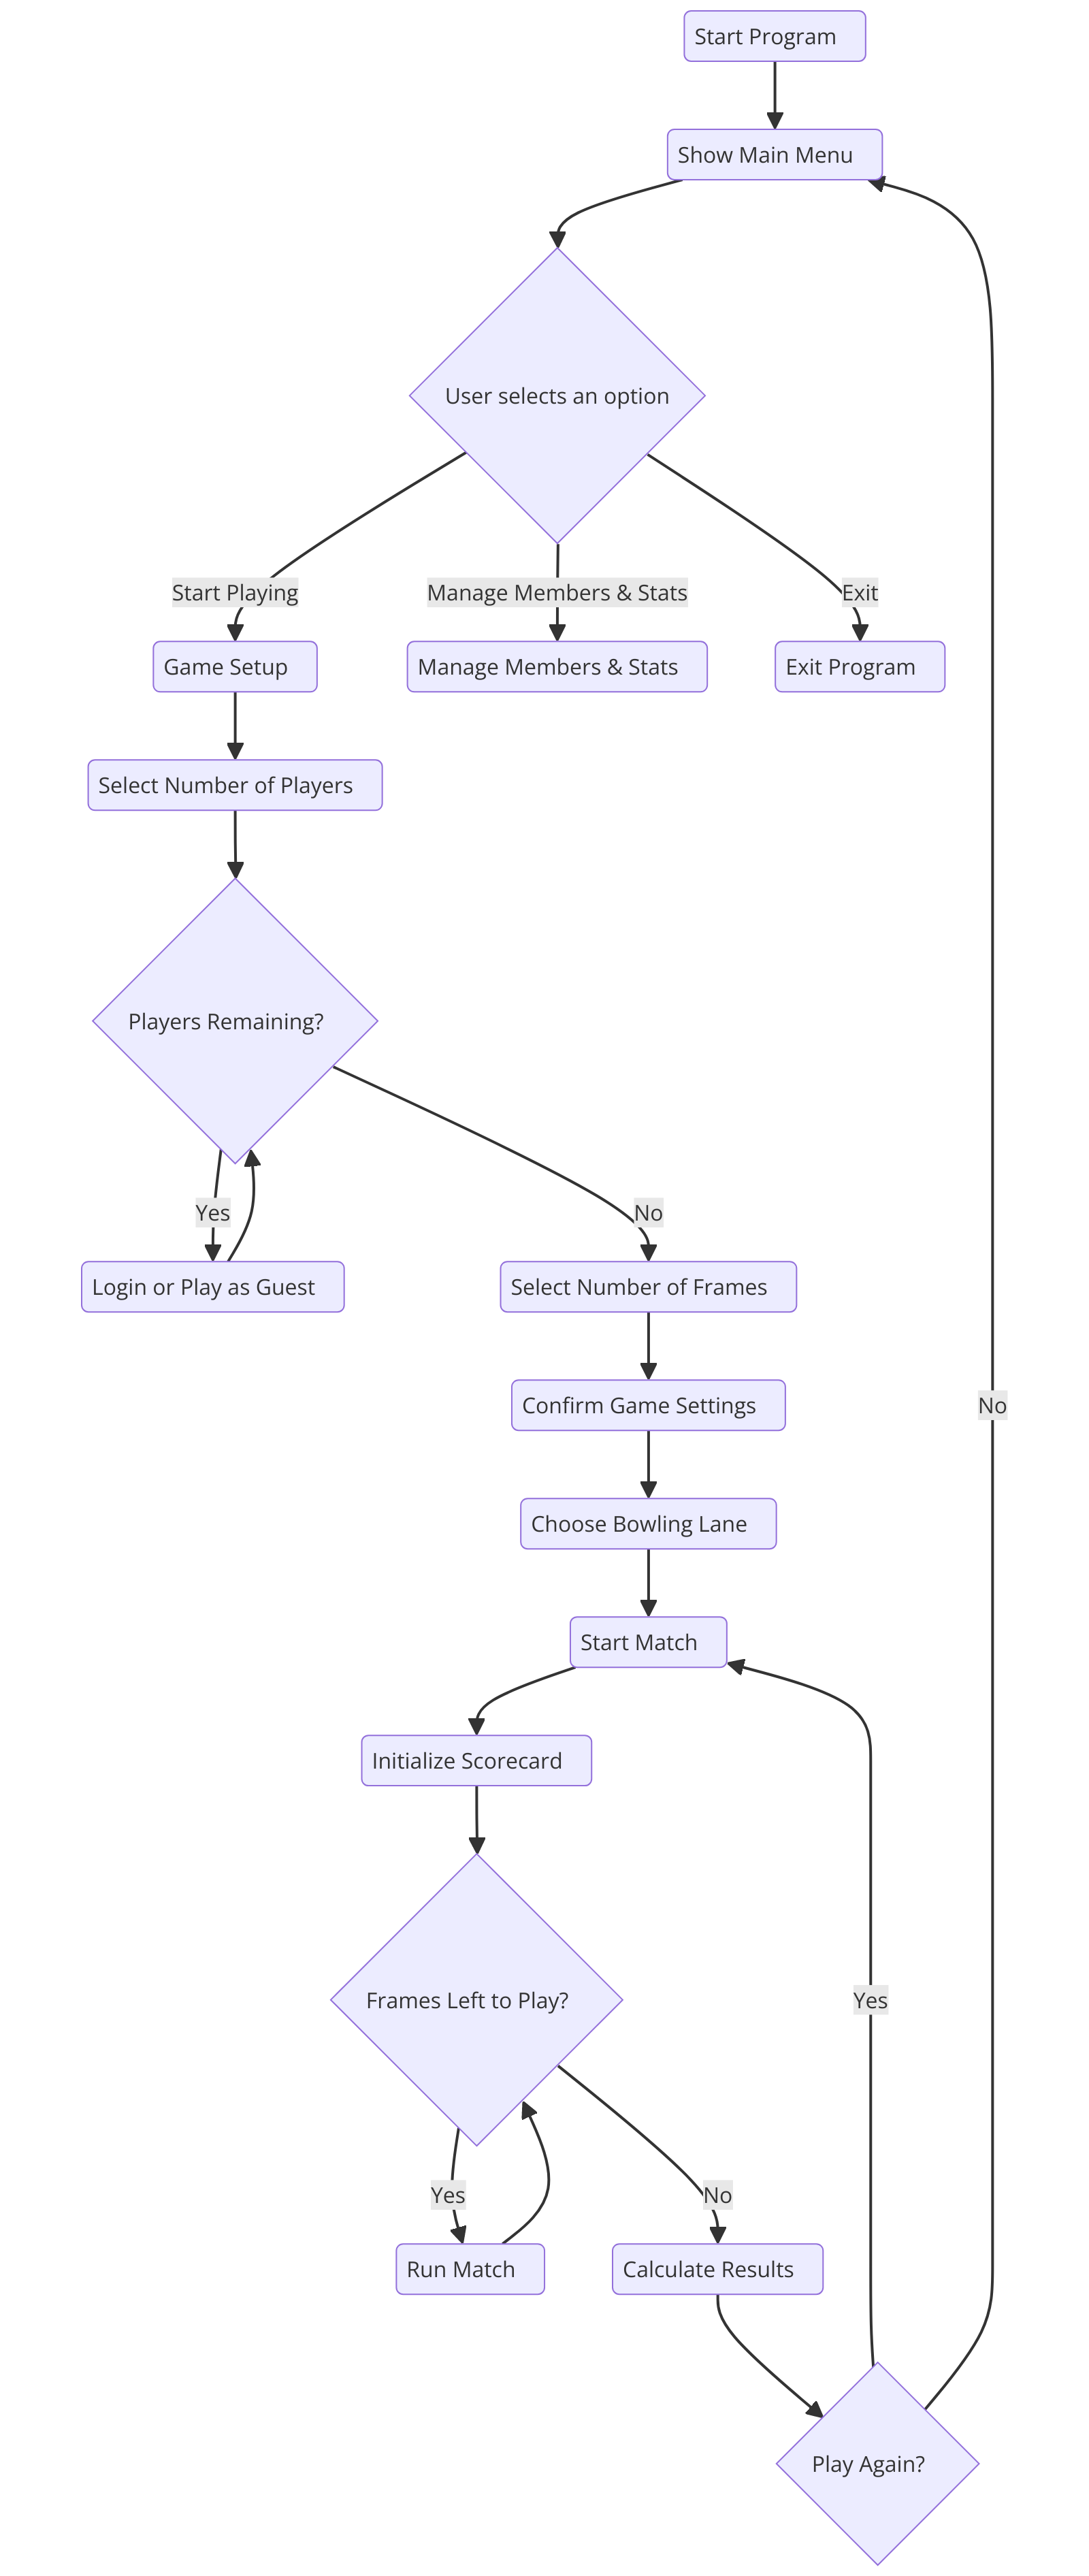 Start Program
Show Main Menu
User selects an option
Start Playing
Manage Members & Stats
Exit
Game Setup
Manage Members & Stats
Exit Program
Select Number of Players
Players Remaining?
Yes
No
Login or Play as Guest
Select Number of Frames
Confirm Game Settings
No
Choose Bowling Lane
Start Match
Initialize Scorecard
Frames Left to Play?
Yes
Yes
No
Run Match
Calculate Results
Play Again?